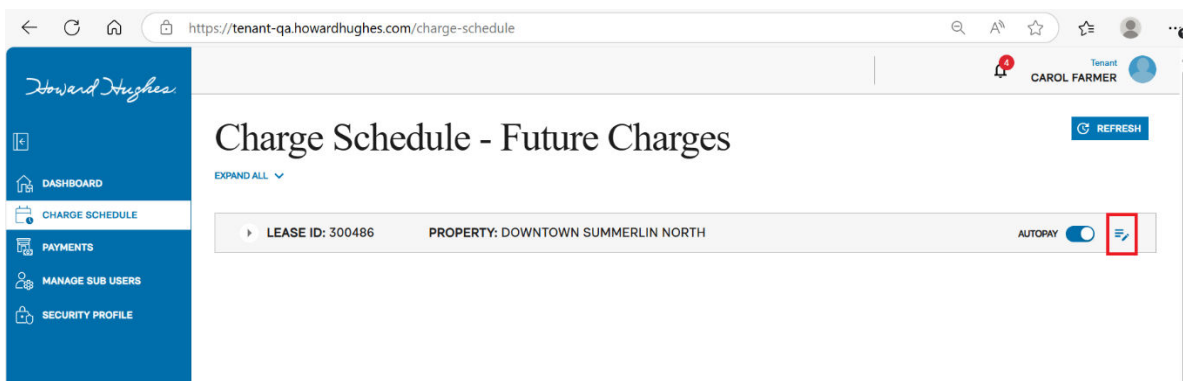 https://tenant-qa.howardhughes.com/charge-schedule
Howard Hughes.
4
Tenant
CAROL FARMER
Charge Schedule - Future Charges
REFRESH
EXPAND ALL
DASHBOARD
CHARGE SCHEDULE
PAYMENTS
MANAGE SUB USERS
SECURITY PROFILE
LEASE ID: 300486 PROPERTY: DOWNTOWN SUMMERLIN NORTH AUTOPAY